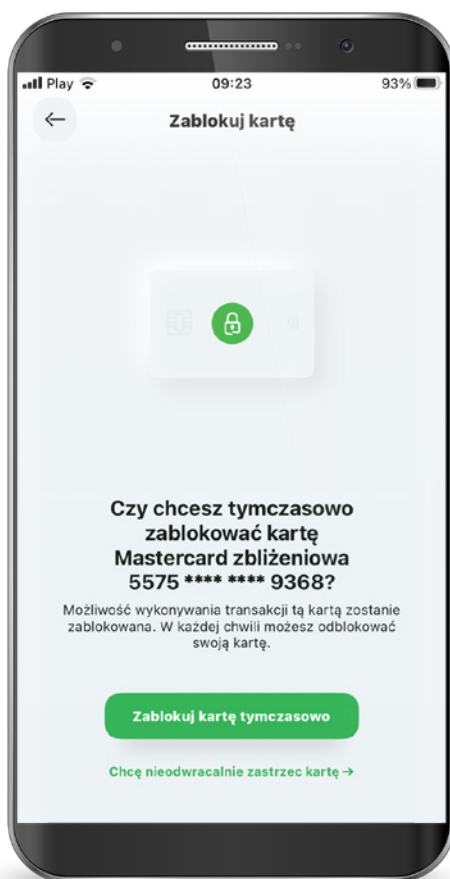 Play 09:23 93%
Zablokuj kartę
Czy chcesz tymczasowo
zablokować kartę
Mastercard zbliżeniowa
5575 **** **** 9368?
Możliwość wykonywania transakcji tą kartą zostanie
zablokowana. W każdej chwili możesz odblokować
swoją kartę.
Zablokuj kartę tymczasowo
Chcę nieodwracalnie zastrzec kartę →